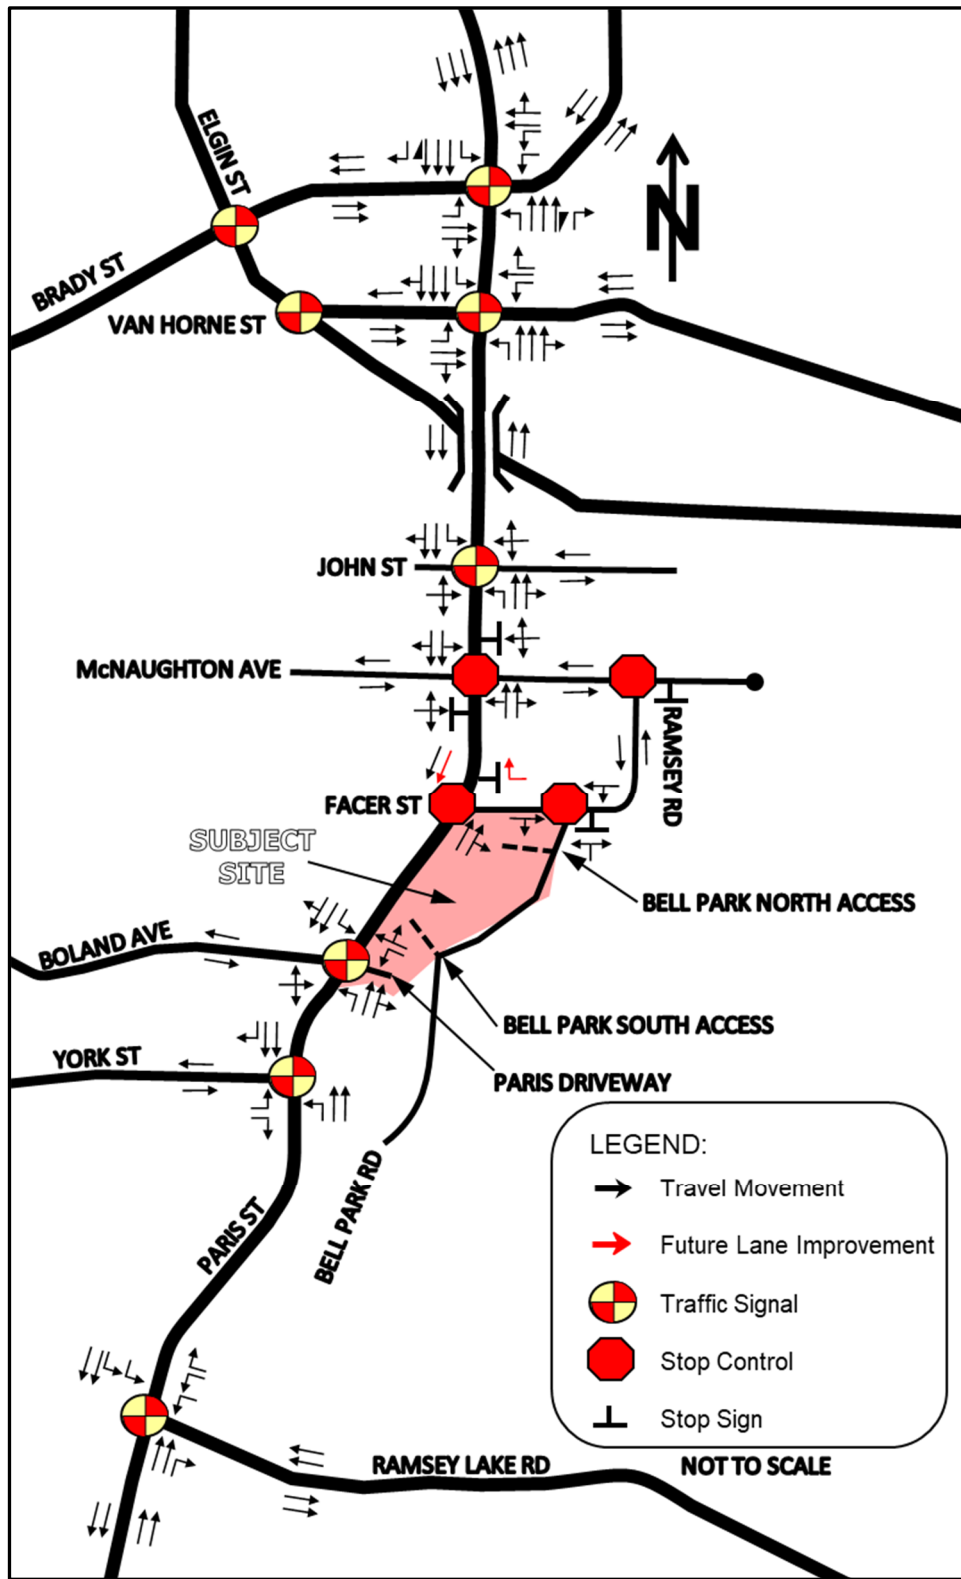 ELGIN ST
N
BRADY ST
VAN HORNE ST
JOHN ST
McNAUGHTON AVE
RAMSEY RD
FACER ST
SUBJECT
SITE
BELL PARK NORTH ACCESS
BOLAND AVE
BELL PARK SOUTH ACCESS
YORK ST
PARIS DRIVEWAY
BELL PARK RD
PARIS ST
LEGEND:
Travel Movement
Future Lane Improvement
Traffic Signal
Stop Control
Stop Sign
RAMSEY LAKE RD
NOT TO SCALE